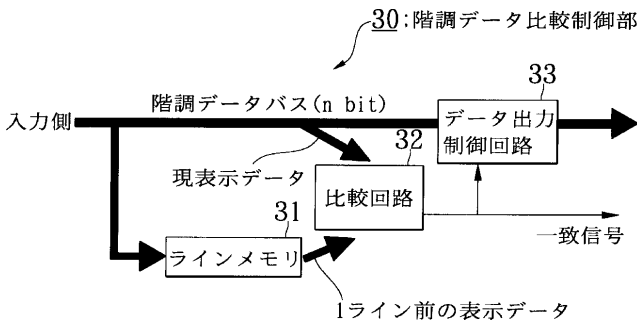 30:階調データ比較制御部
33
階調データバス(n bit)
入力側
データ出力
制御回路
32
現表示データ
比較回路
31
ラインメモリ
一致信号
1ライン前の表示データ